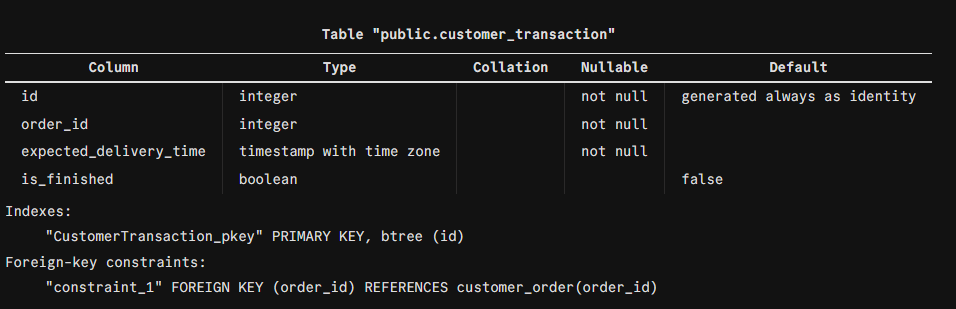 Table "public.customer_transaction"
Column Type Collation Nullable Default
id integer not null generated always as identity
order_id integer not null
expected_delivery_time timestamp with time zone not null
is_finished boolean false
Indexes:
"CustomerTransaction_pkey" PRIMARY KEY, btree (id)
Foreign-key constraints:
"constraint_1" FOREIGN KEY (order_id) REFERENCES customer_order(order_id)